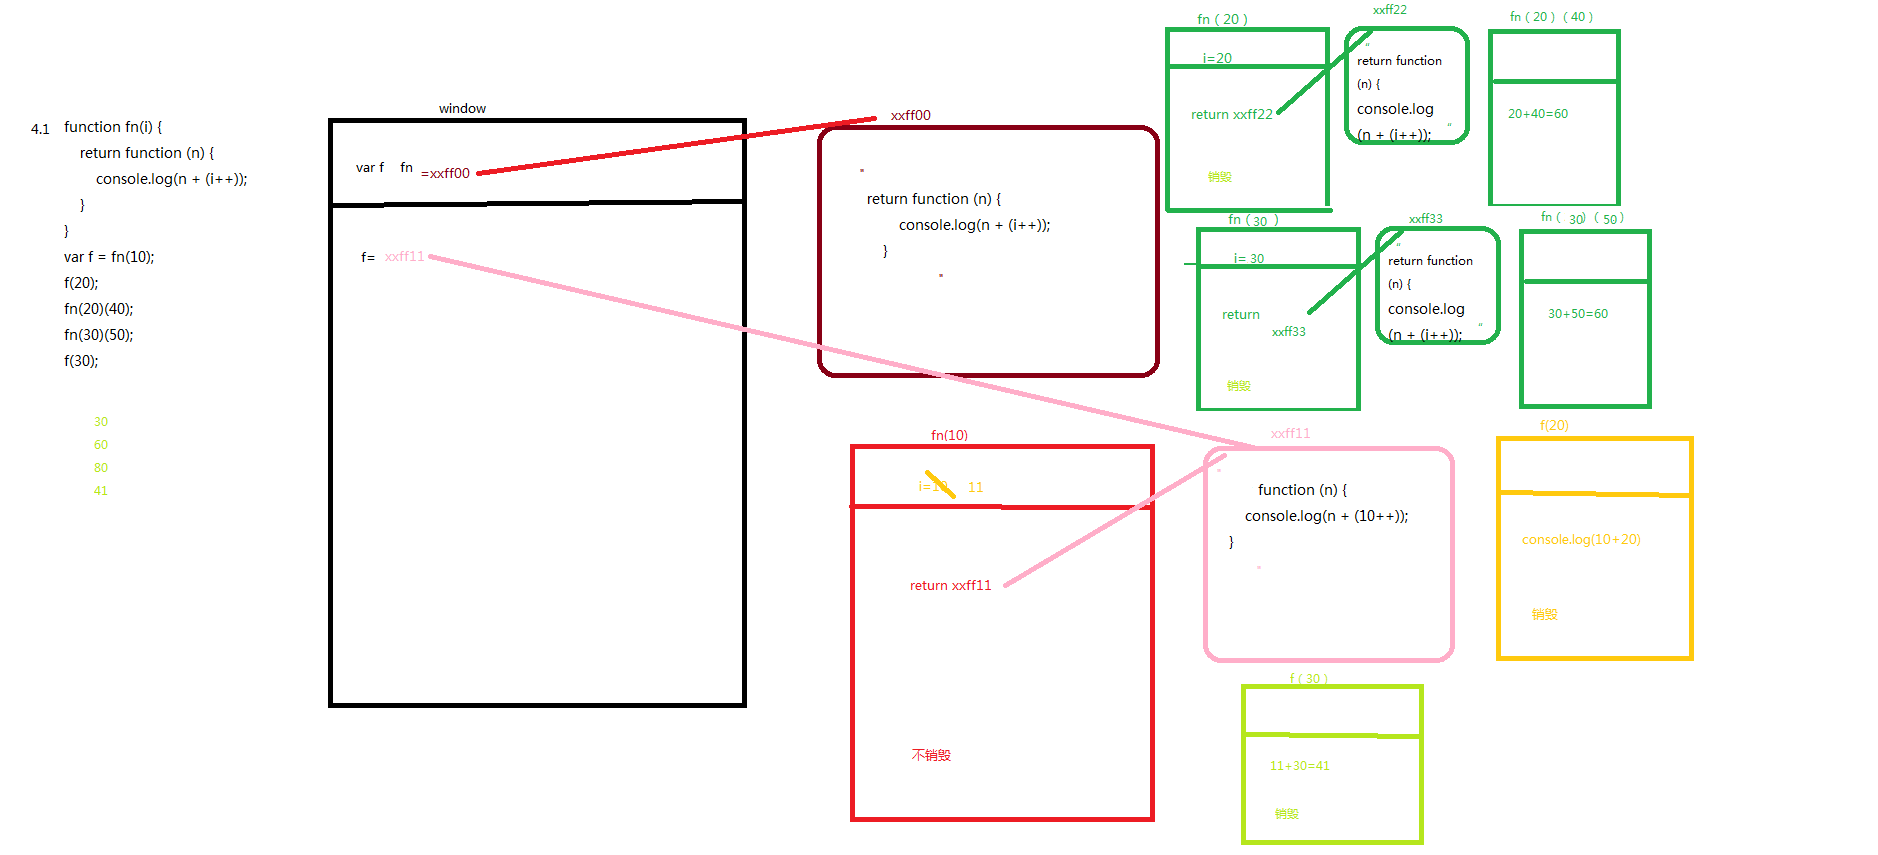 4.1
function fn(i) {
return function (n) {
console.log(n + (i++));
}
}
var f = fn(10);
f(20);
fn(20)(40);
fn(30)(50);
f(30);
30
60
80
41
window
var f fn =xxff00
f= xxff11
xxff00
"
return function (n) {
console.log(n + (i++));
}
"
fn(10)
i=10 11
return xxff11
不销毁
fn（20）
i=20
return xxff22
销毁
xxff22
“
return function
(n) {
console.log
(n + (i++));
“
fn（20）（40）
20+40=60
fn（30）
i= 30
return
xxff33
销毁
xxff33
“
return function
(n) {
console.log
(n + (i++));
“
fn（30）（50）
30+50=60
xxff11
"
function (n) {
console.log(n + (10++));
}
"
f(20)
console.log(10+20)
销毁
f（30）
11+30=41
销毁